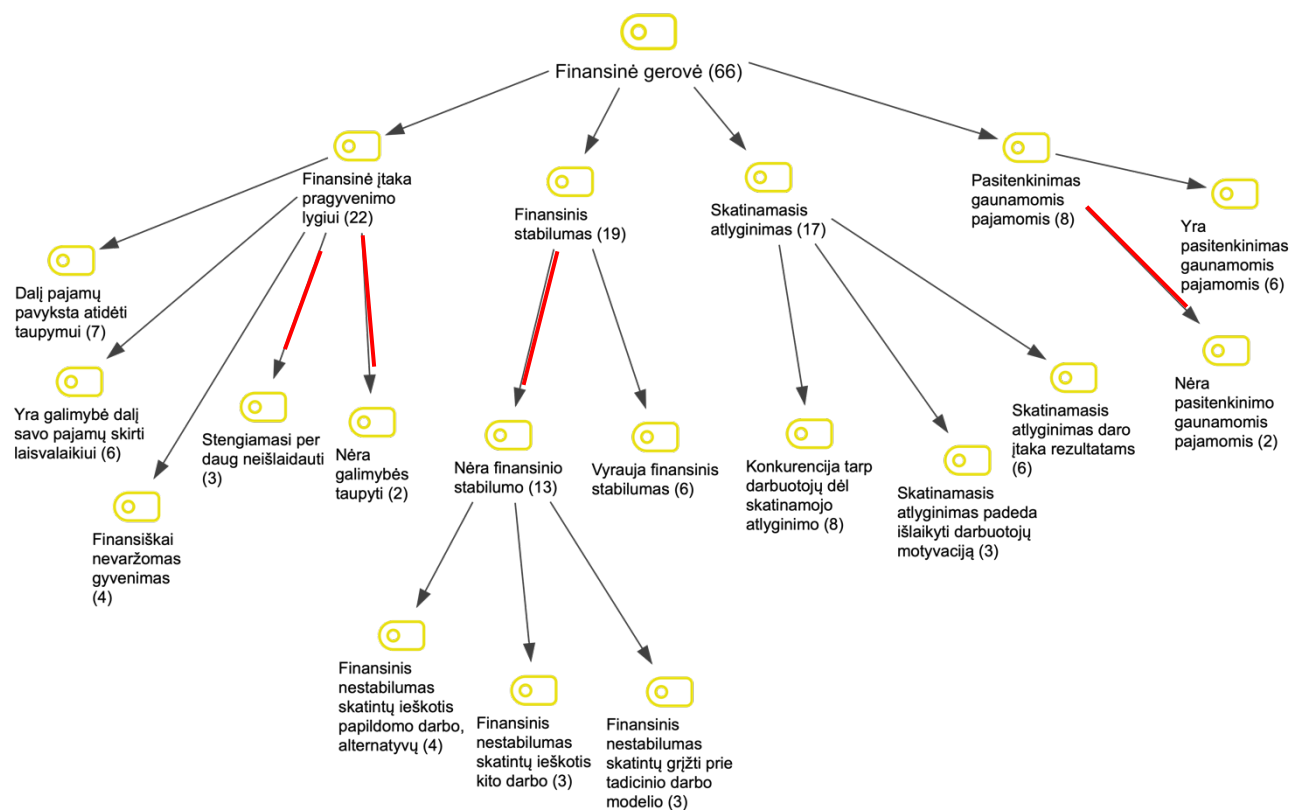 Finansinė gerovė (66)
Finansinė įtaka
pragyvenimo
lygiui (22)
Finansinis
stabilumas (19)
Skatinamasis
atlyginimas (17)
Pasitenkinimas
gaunamomis
pajamomis
(8)
Dalį pajamų
pavyksta atidėti
taupymui (7)
Yra galimybė dalį
savo pajamų skirti
laisvalaikiui (6)
Finansiškai
nevaržomas
gyvenimas
(4)
Stengiamasi per
daug neišlaidauti
(3)
Nėra
galimybės
taupyti (2)
Nėra finansinio
stabilumo (13)
Vyrauja finansinis
stabilumas (6)
Konkurencija tarp
darbuotojų dėl
skatinamojo
atlyginimo (8)
Skatinamasis
atlyginimas padeda
išlaikyti darbuotojų
motyvaciją (3)
Skatinamasis
atlyginimas daro
įtaka rezultatams
(6)
Yra
pasitenkinimas
gaunamomis
pajamomis (6)
Nėra
pasitenkinimo
gaunamomis
pajamomis (2)
Finansinis
nestabilumas
skatintų ieškotis
papildomo darbo,
alternatyvų (4)
Finansinis
nestabilumas
skatintų ieškotis
kito darbo (3)
Finansinis
nestabilumas
skatintų grįžti prie
tadicinio darbo
modelio (3)